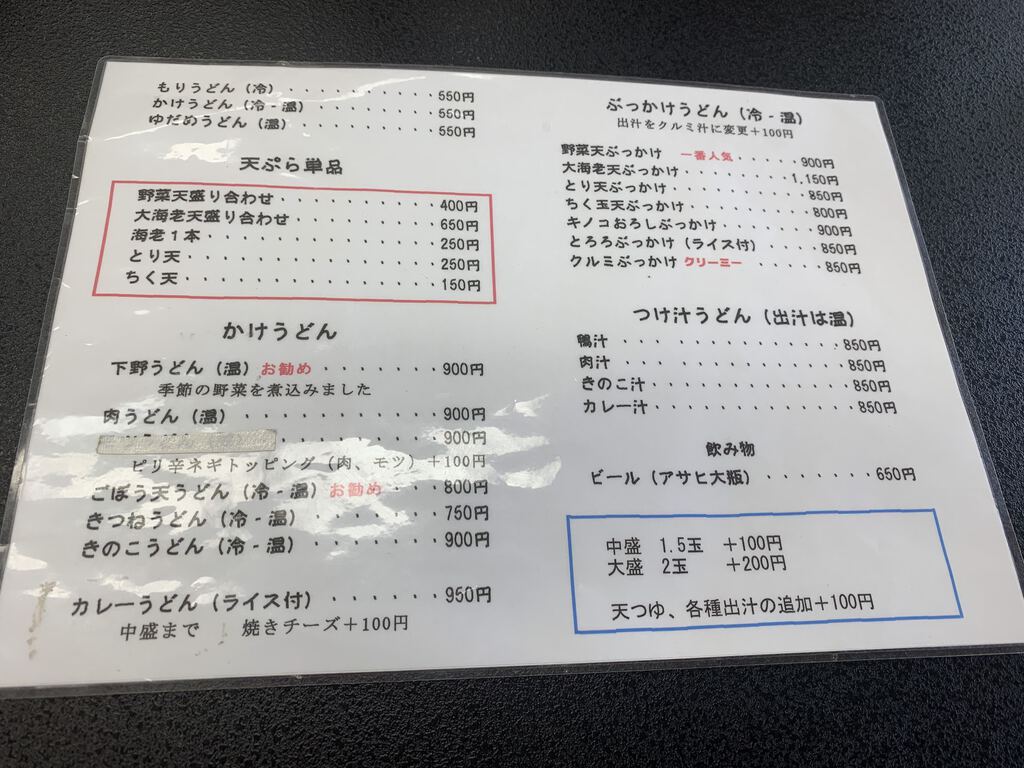 もりうどん（冷）・・・・・・・・・・550円
かけうどん（冷-温）・・・・・・・・・550円
ゆだめうどん（温）・・・・・・・・・・550円
天ぷら単品
野菜天盛り合わせ・・・・・・・・・・400円
大海老天盛り合わせ・・・・・・・・・650円
海老１本・・・・・・・・・・・・・・250円
とり天・・・・・・・・・・・・・・・250円
ちく天・・・・・・・・・・・・・・・150円
かけうどん
下野うどん（温）お勧め・・・・・・・900円
季節の野菜を煮込みました
肉うどん（温）・・・・・・・・・・・900円
・・・・・・・・900円
ピリ辛ネギトッピング（肉、モツ）＋100円
ごぼう天うどん（冷-温）お勧め・・・800円
きつねうどん（冷-温）・・・・・・・750円
きのこうどん（冷-温）・・・・・・・900円
カレーうどん（ライス付）・・・・・・950円
中盛まで　焼きチーズ＋100円
ぶっかけうどん（冷-温）
出汁をクルミ汁に変更＋100円
野菜天ぶっかけ　一番人気・・・・・900円
大海老天ぶっかけ・・・・・・・・1,150円
とり天ぶっかけ・・・・・・・・・・850円
ちく玉天ぶっかけ・・・・・・・・・800円
キノコおろしぶっかけ・・・・・・・900円
とろろぶっかけ（ライス付）・・・・850円
クルミぶっかけ クリーミー・・・・・850円
つけ汁うどん（出汁は温）
鴨汁・・・・・・・・・・・・・850円
肉汁・・・・・・・・・・・・・850円
きのこ汁・・・・・・・・・・・850円
カレー汁・・・・・・・・・・・850円
飲み物
ビール（アサヒ大瓶）・・・・・・650円
中盛　1.5玉　＋100円
大盛　2玉　＋200円
天つゆ、各種出汁の追加＋100円